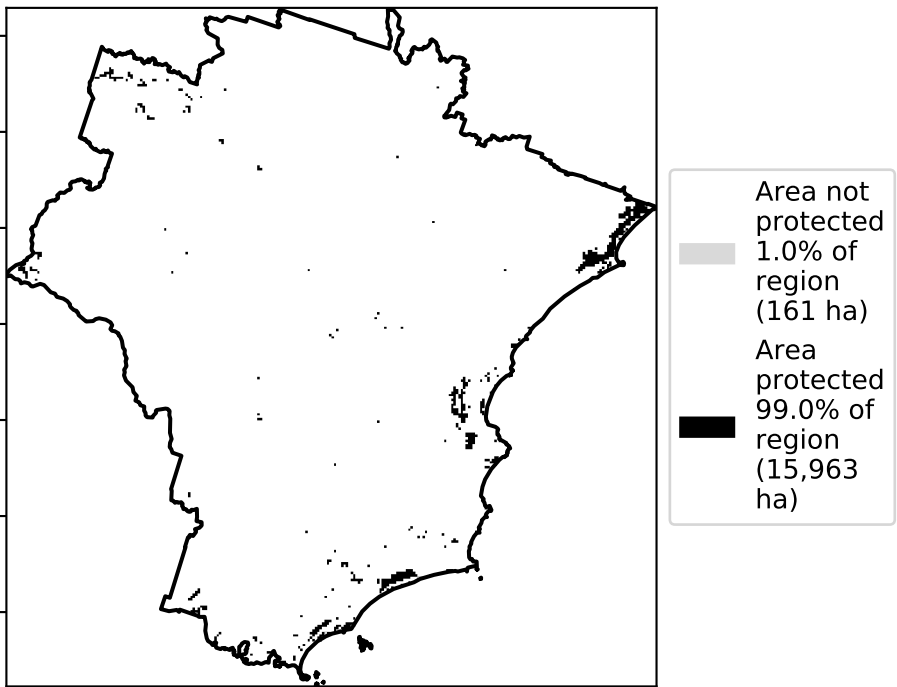 Area not
protected
1.0% of
region
(161 ha)
Area
protected
99.0% of
region
(15,963
ha)